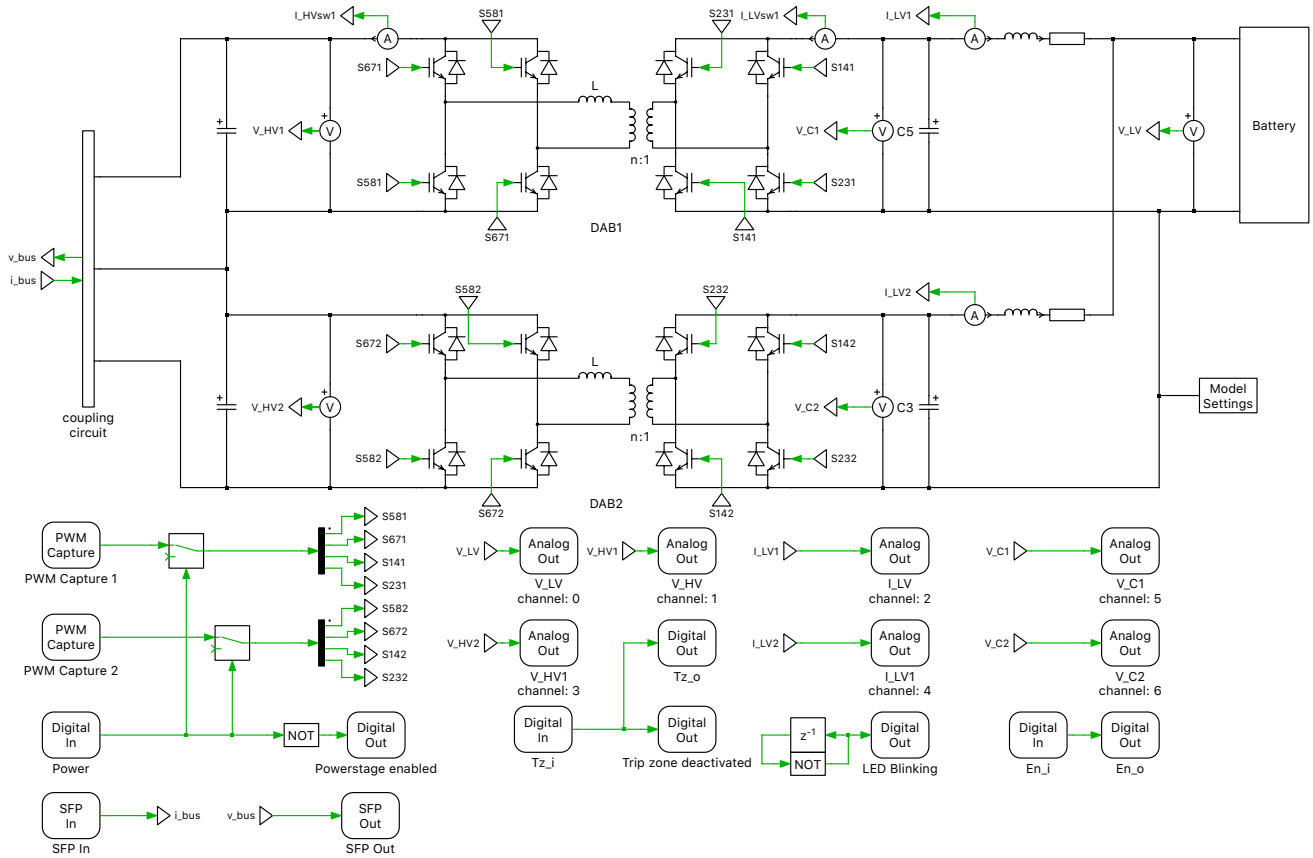 I_HVsw1
S581
S231
I_LVsw1
I_LV1
A
A
A
S671
S141
L
V_HV1
V
V_C1
V
C5
V_LV
V
Battery
n:1
S581
S231
S671
DAB1
S141
v_bus
i_bus
S582
S232
I_LV2
A
S672
S142
L
Model
Settings
V_HV2
V
V_C2
V
C3
coupling
circuit
n:1
S582
S232
S672
DAB2
S142
PWM
Capture
PWM Capture 1
S581
S671
S141
S231
PWM
Capture
PWM Capture 2
S582
S672
S142
S232
V_LV
Analog
Out
V_LV
channel: 0
V_HV1
Analog
Out
V_HV
channel: 1
I_LV1
Analog
Out
I_LV
channel: 2
V_C1
Analog
Out
V_C1
channel: 5
V_HV2
Analog
Out
V_HV1
channel: 3
Digital
Out
Tz_o
I_LV2
Analog
Out
I_LV1
channel: 4
V_C2
Analog
Out
V_C2
channel: 6
Digital
In
Power
NOT
Digital
Out
Powerstage enabled
Digital
In
Tz_i
Digital
Out
Trip zone deactivated
z-1
NOT
Digital
Out
LED Blinking
Digital
In
En_i
Digital
Out
En_o
SFP
In
SFP In
i_bus
v_bus
SFP
Out
SFP Out